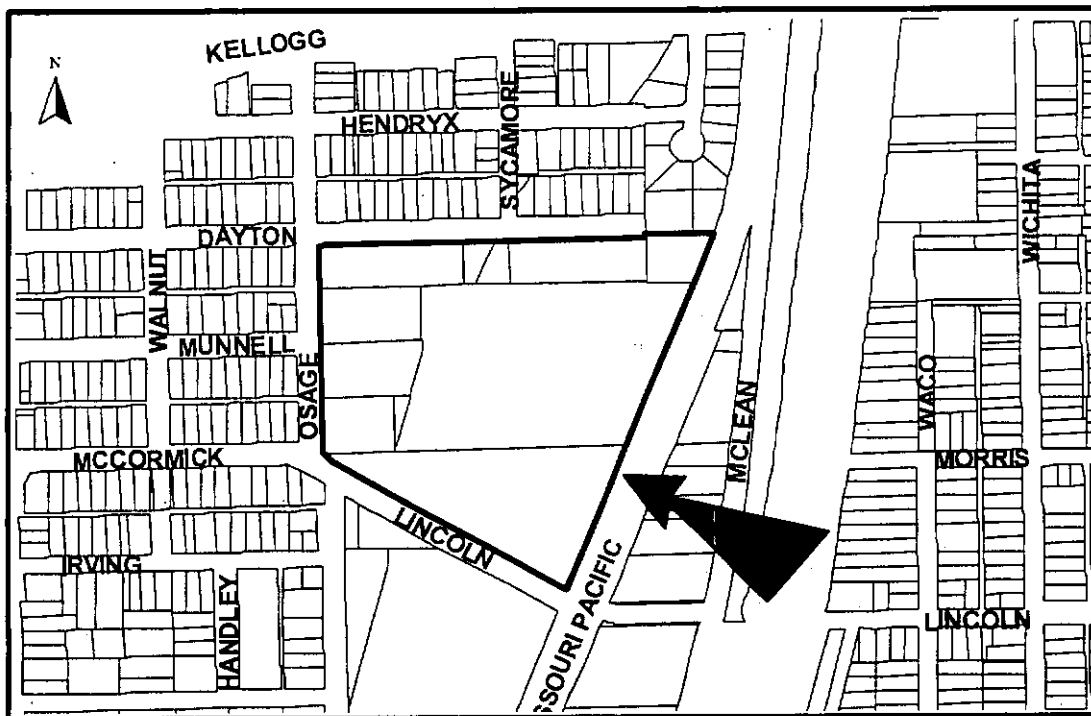 KELLOGG
N
HENDRYX
SYCAMORE
WICHITA
DAYTON
WALNUT
MUNNELL
OSAGE
WACO
MCLEAN
MCCORMICK
MORRIS
LINCOLN
IRVING
HANDLEY
SSOURI PACIFIC
LINCOLN